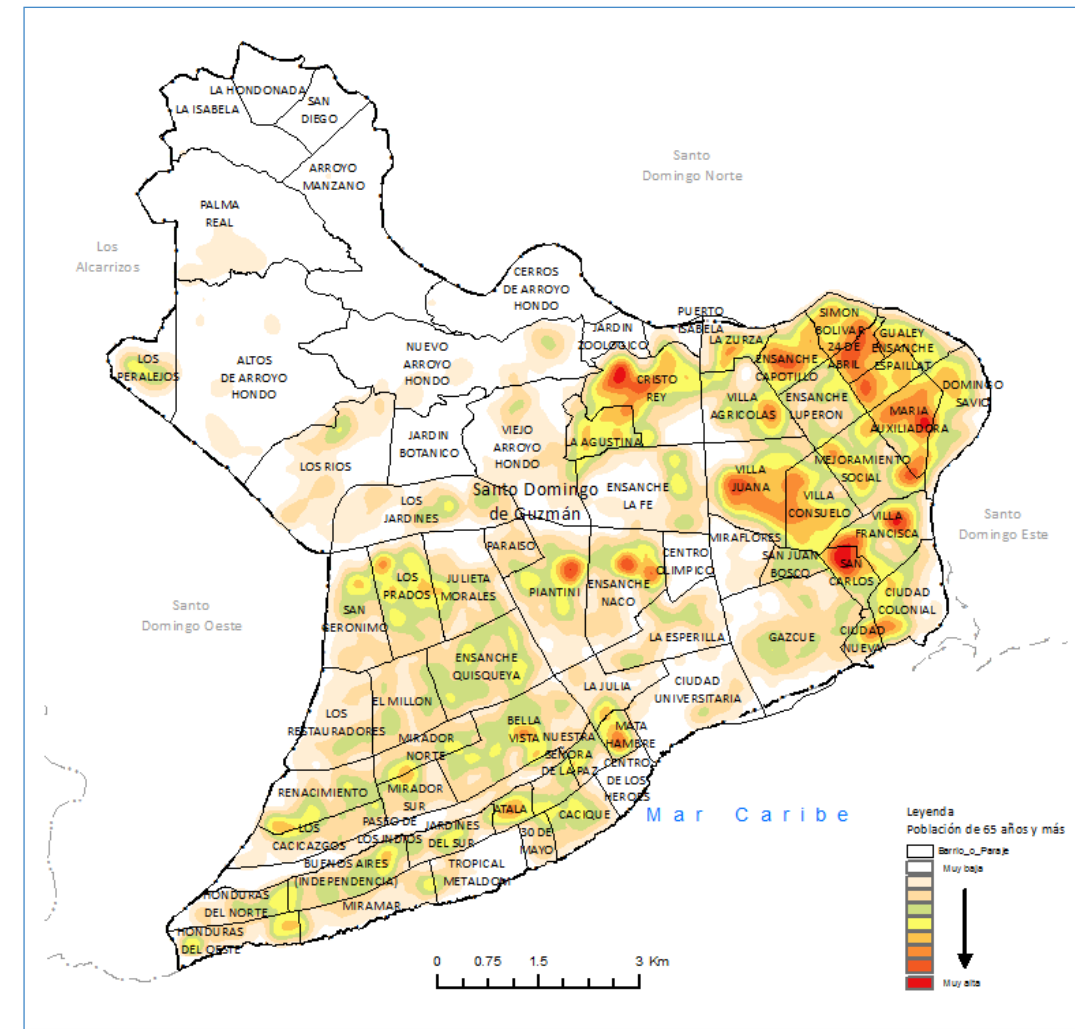 LA HONDONADA
LA ISABELA
SAN
DIEGO
ARROYO
MANZANO
Santo
Domingo Norte
PALMA
REAL
Los
Alcarrizos
CERROS
DE ARROYO
HONDO
PUERTO
ISABELA
JARDIN
ZOOLOGICO
SIMON
BOLIVAR
GUALEY
LA ZURZA
24 DE
ABRIL
ENSANCHE
ESPAILLAT
LOS
PERALEJOS
ALTOS
DE ARROYO
HONDO
NUEVO
ARROYO
HONDO
ENSANCHE
CAPOTILLO
CRISTO
REY
DOMINGO
SAVIO
VILLA
AGRICOLAS
ENSANCHE
LUPERON
MARIA
AUXILIADORA
JARDIN
BOTANICO
VIEJO
ARROYO
HONDO
LA AGUSTINA
LOS RIOS
MEJORAMIENTO
SOCIAL
VILLA
JUANA
ENSANCHE
LA FE
Santo Domingo
de Guzmán
LOS
JARDINES
VILLA
CONSUELO
VILLA
FRANCISCA
Santo
Domingo Este
MIRAFLORES
PARAISO
CENTRO
OLIMPICO
SAN JUAN
BOSCO
SAN
CARLOS
LOS
PRADOS
JULIETA
MORALES
PIANTINI
ENSANCHE
NACO
CIUDAD
COLONIAL
Santo
Domingo Oeste
SAN
GERONIMO
LA ESPERILLA
GAZCUE
CIUDAD
NUEVA
ENSANCHE
QUISQUEYA
LA JULIA
CIUDAD
UNIVERSITARIA
EL MILLON
LOS
RESTAURADORES
BELLA
VISTA
MATA
HAMBRE
MIRADOR
NORTE
NUESTRA
SEÑORA
DE LA PAZ
CENTRO
DE LOS
HEROES
RENACIMIENTO
MIRADOR
SUR
ATALA
CACIQUE
Mar Caribe
LOS
CACICAZGOS
PASEO DE
LOS INDIOS
JARDINES
DEL SUR
30 DE
MAYO
BUENOS AIRES
(INDEPENDENCIA)
TROPICAL
METALDOM
HONDURAS
DEL NORTE
MIRAMAR
HONDURAS
DEL OESTE
Leyenda
Población de 65 años y más
Barrio_o_Paraje
Muy baja
Muy alta
0 0.75 1.5 3 Km